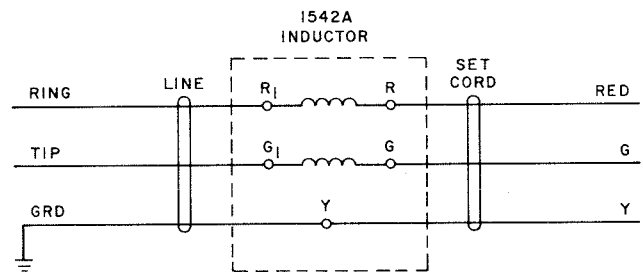 1542A
INDUCTOR
LINE
SET
CORD
RING
R1
R
RED
TIP
G1
G
G
GRD
Y
Y